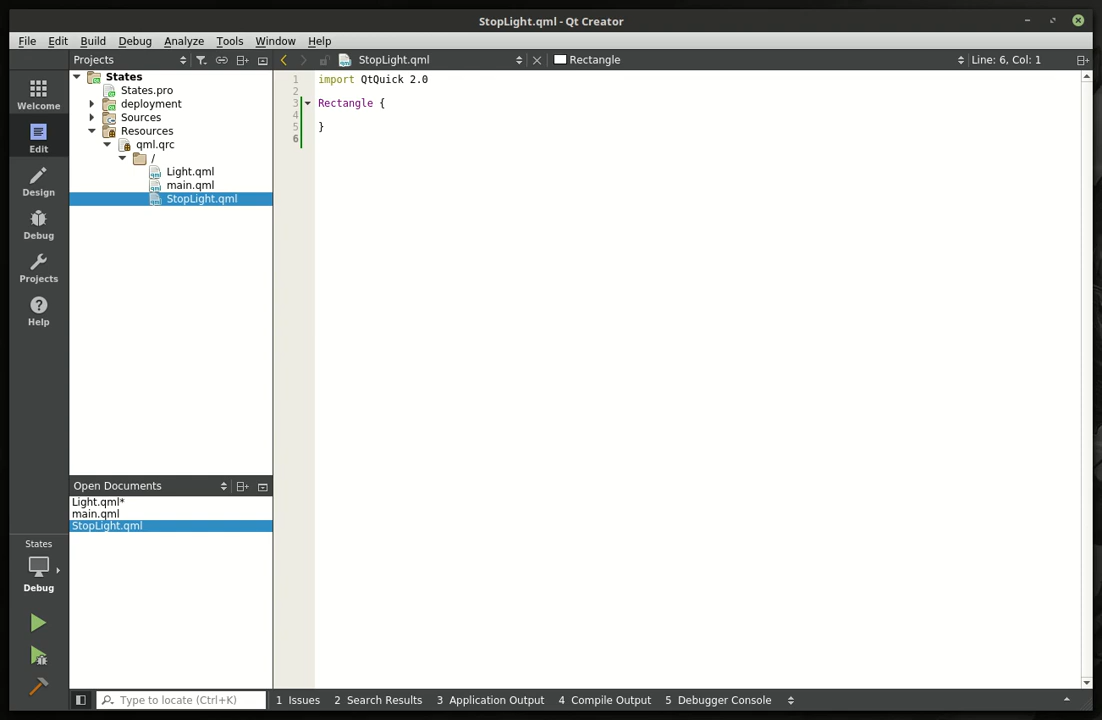 StopLight.qml - Qt Creator
File Edit Build Debug Analyze Tools Window Help
Projects
StopLight.qml
Rectangle
Line: 6, Col: 1
Welcome
Edit
Design
Debug
Projects
Help
States
States.pro
deployment
Sources
Resources
qml.qrc
/
Light.qml
main.qml
StopLight.qml
1 import QtQuick 2.0
2
3 Rectangle {
4
5 }
6
Open Documents
Light.qml*
main.qml
StopLight.qml
States
Debug
Type to locate (Ctrl+K)
1 Issues 2 Search Results 3 Application Output 4 Compile Output 5 Debugger Console